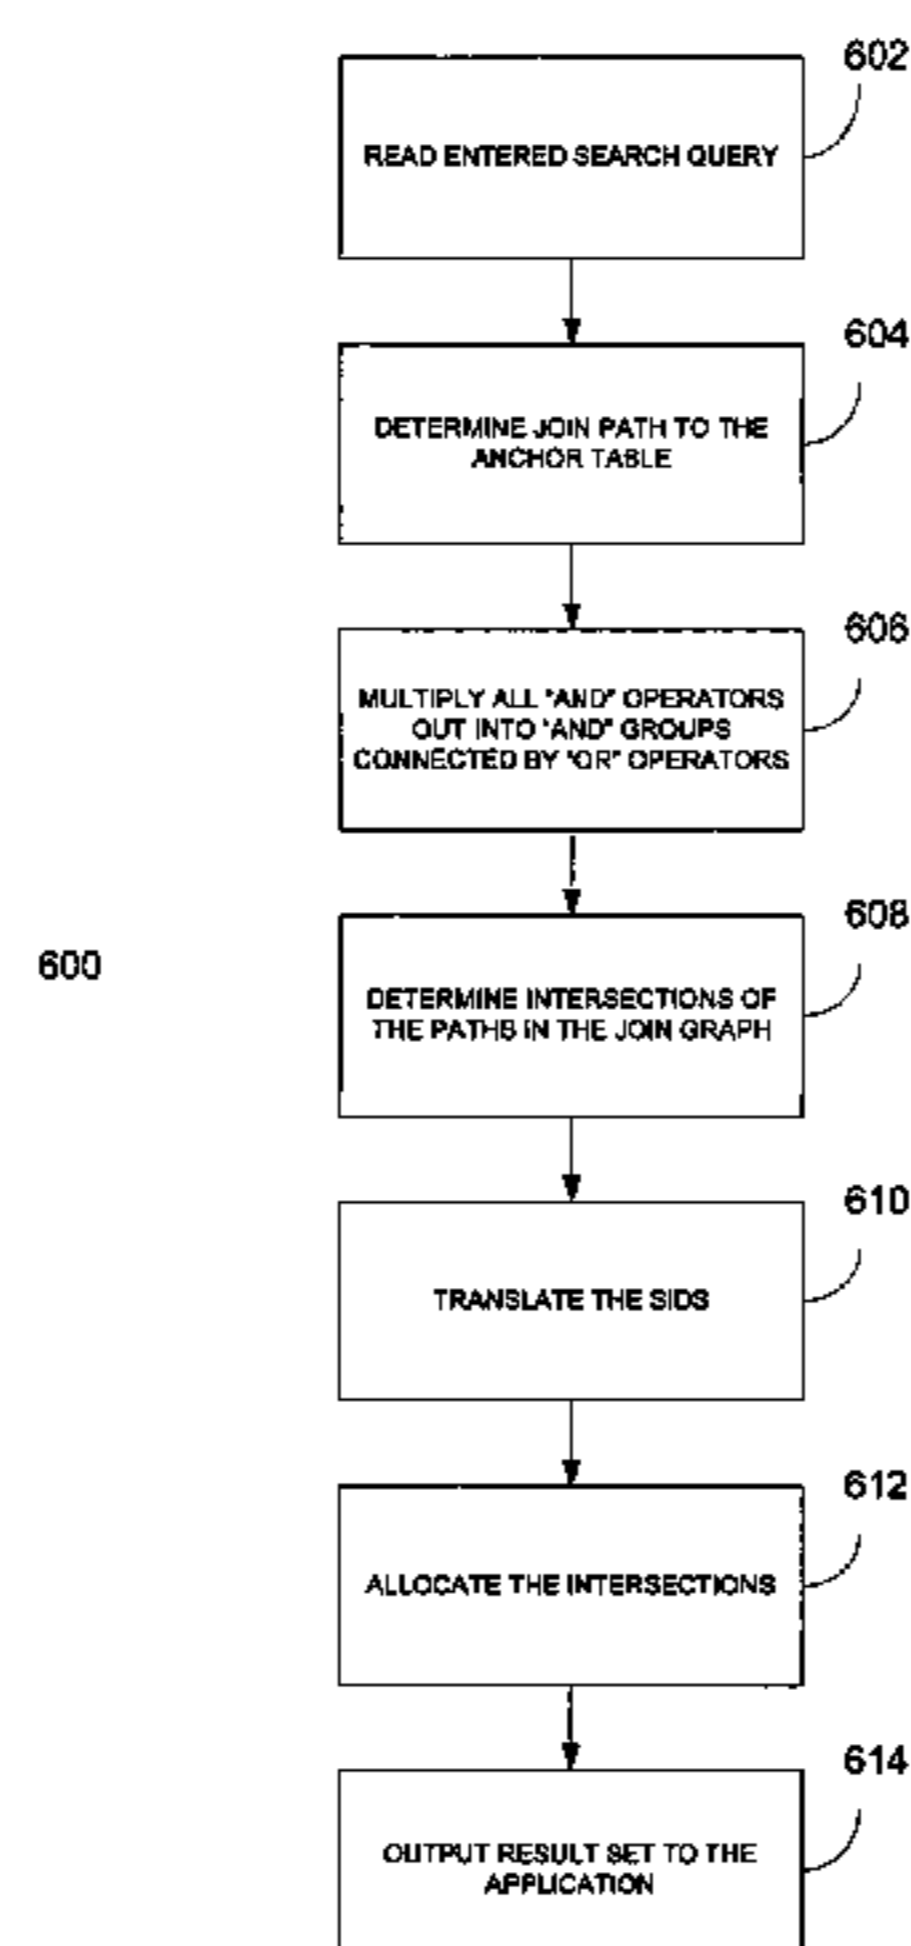 602
READ ENTERED SEARCH QUERY
604
DETERMINE JOIN PATH TO THE
ANCHOR TABLE
606
MULTIPLY ALL "AND" OPERATORS
OUT INTO "AND" GROUPS
CONNECTED BY "OR" OPERATORS
608
600
DETERMINE INTERSECTIONS OF
THE PATHS IN THE JOIN GRAPH
610
TRANSLATE THE SIDS
612
ALLOCATE THE INTERSECTIONS
614
OUTPUT RESULT SET TO THE
APPLICATION